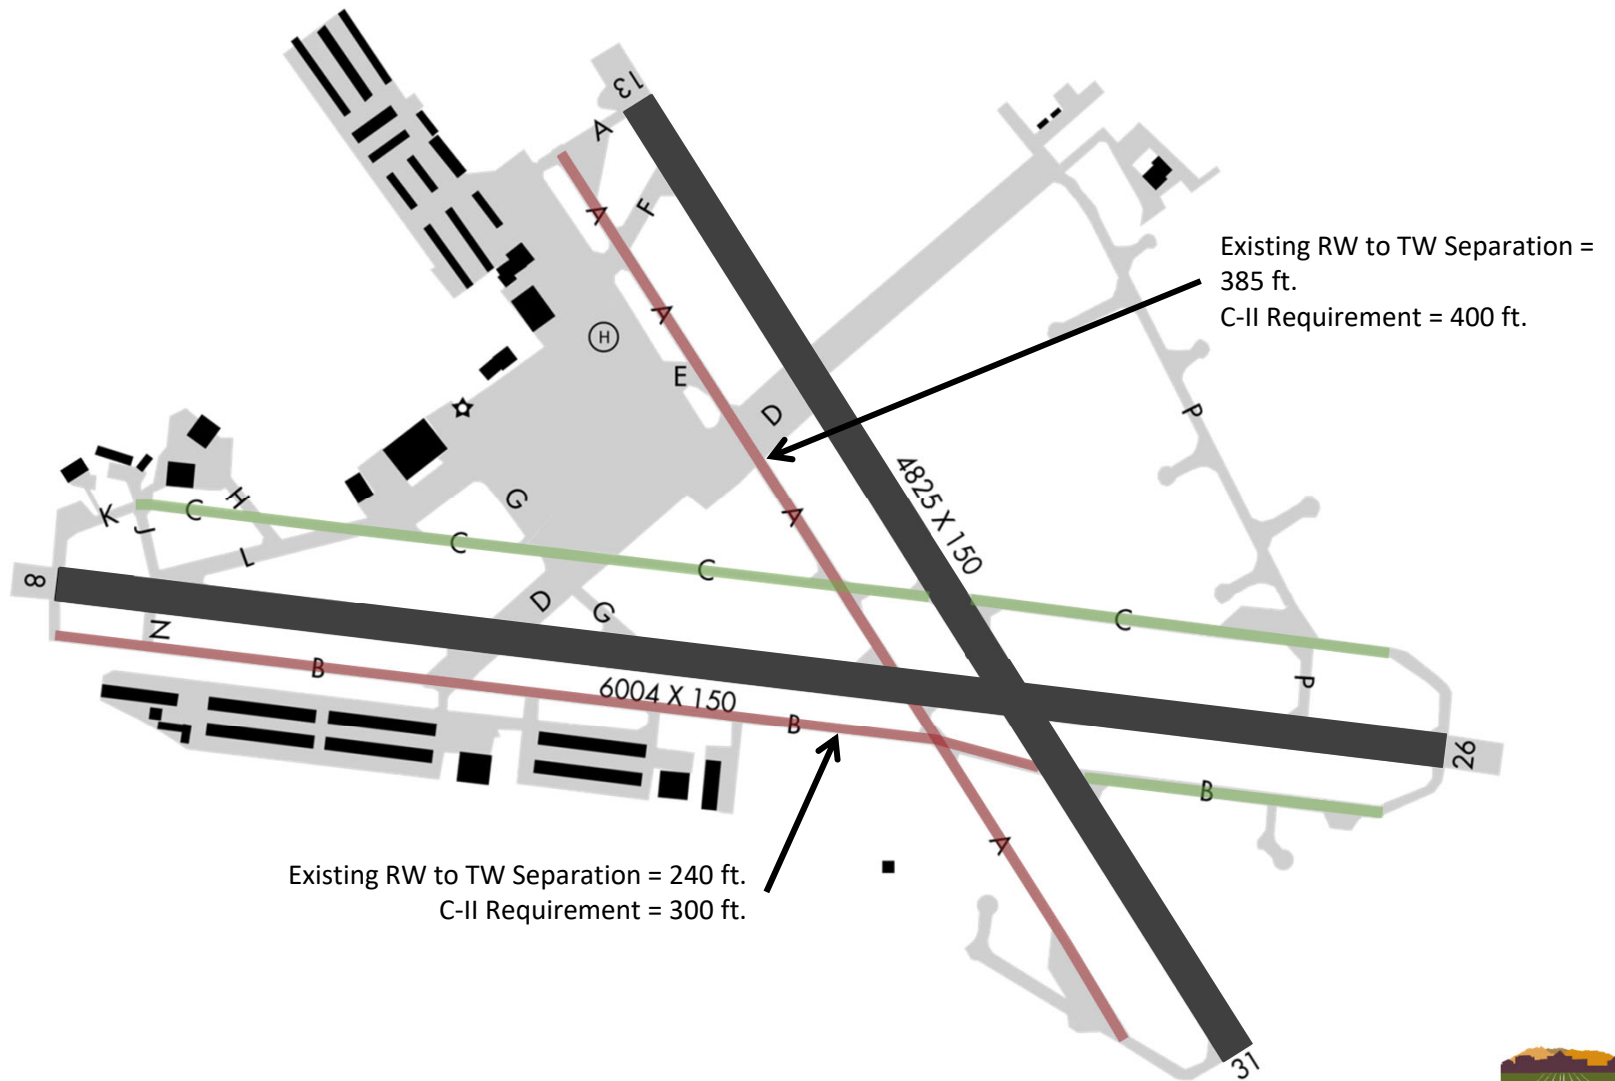 13
A
A
F
Existing RW to TW Separation =
385 ft.
C-II Requirement = 400 ft.
A
H
E
D
P
4825 X 150
A
G
H
C
K
J
C
L
C
8
D
G
C
N
B
6004 X 150
B
P
26
B
A
Existing RW to TW Separation = 240 ft.
C-II Requirement = 300 ft.
31